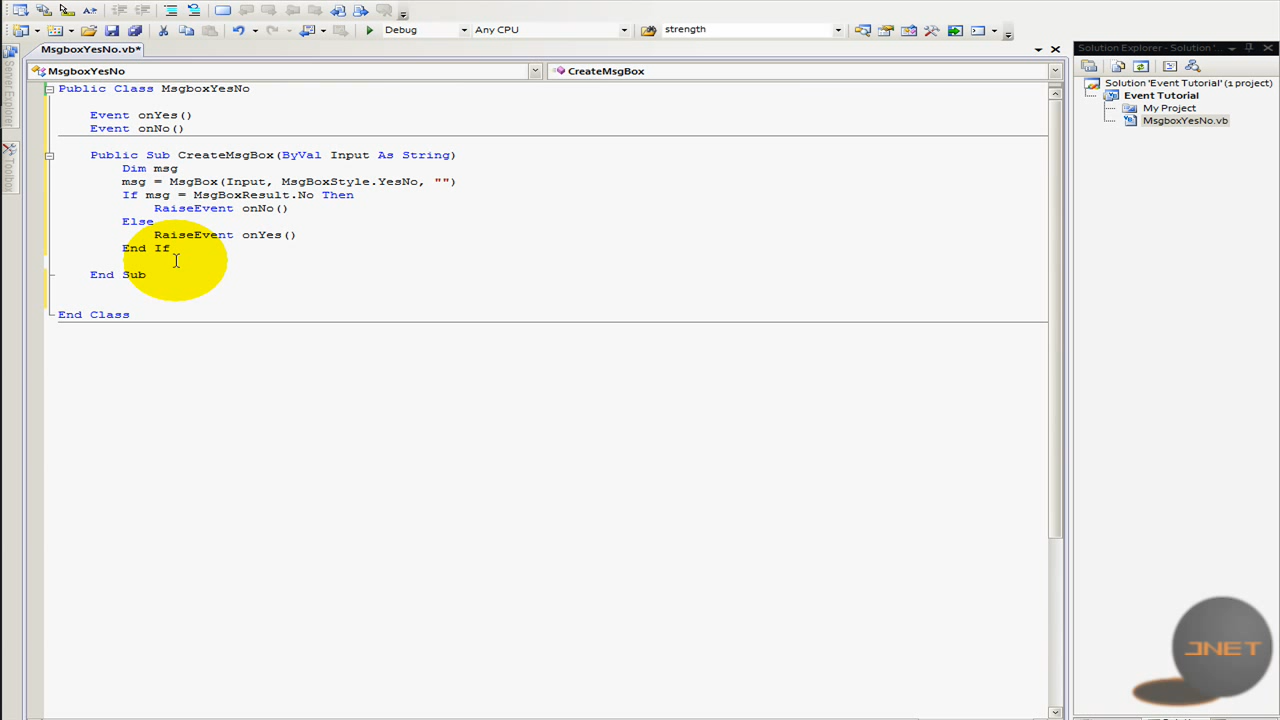 Debug
Any CPU
strength
MsgboxYesNo.vb*
Solution Explorer - Solution '...
MsgboxYesNo
CreateMsgBox
Public Class MsgboxYesNo
Event onYes()
Event onNo()
Public Sub CreateMsgBox(ByVal Input As String)
Dim msg
msg = MsgBox(Input, MsgBoxStyle.YesNo, "")
If msg = MsgBoxResult.No Then
RaiseEvent onNo()
Else
RaiseEvent onYes()
End If
End Sub
End Class
Solution 'Event Tutorial' (1 project)
Event Tutorial
My Project
MsgboxYesNo.vb
JNET